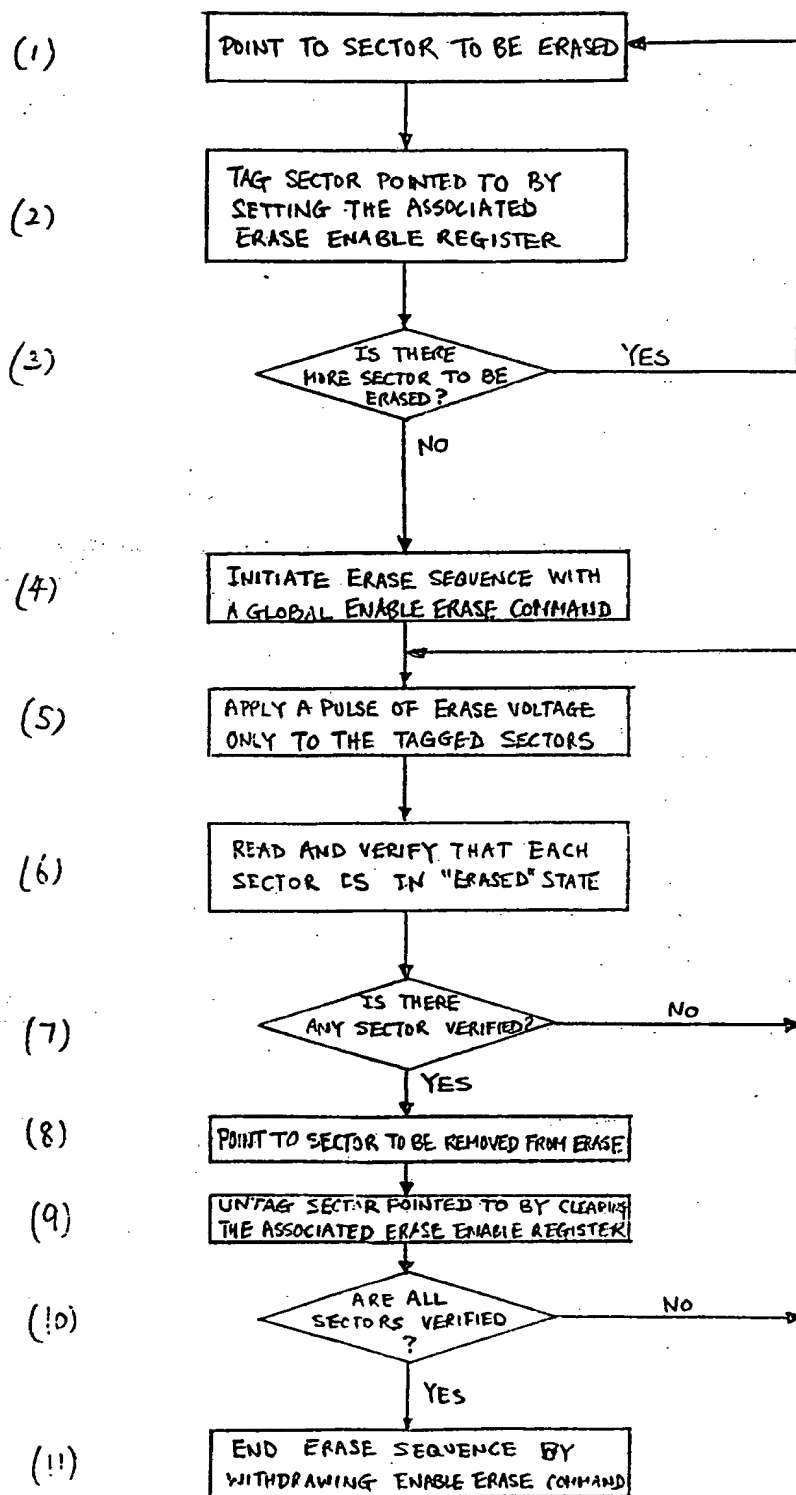 (1)
POINT TO SECTOR TO BE ERASED
(2)
TAG SECTOR POINTED TO BY
SETTING THE ASSOCIATED
ERASE ENABLE REGISTER
(3)
IS THERE
MORE SECTOR TO BE
ERASED?
YES
NO
(4)
INITIATE ERASE SEQUENCE WITH
A GLOBAL ENABLE ERASE COMMAND
(5)
APPLY A PULSE OF ERASE VOLTAGE
ONLY TO THE TAGGED SECTORS
(6)
READ AND VERIFY THAT EACH
SECTOR IS IN "ERASED" STATE
(7)
IS THERE
ANY SECTOR VERIFIED?
NO
YES
(8)
POINT TO SECTOR TO BE REMOVED FROM ERASE
(9)
UNTAG SECTOR POINTED TO BY CLEARING
THE ASSOCIATED ERASE ENABLE REGISTER
(10)
ARE ALL
SECTORS VERIFIED
?
NO
YES
(11)
END ERASE SEQUENCE BY
WITHDRAWING ENABLE ERASE COMMAND